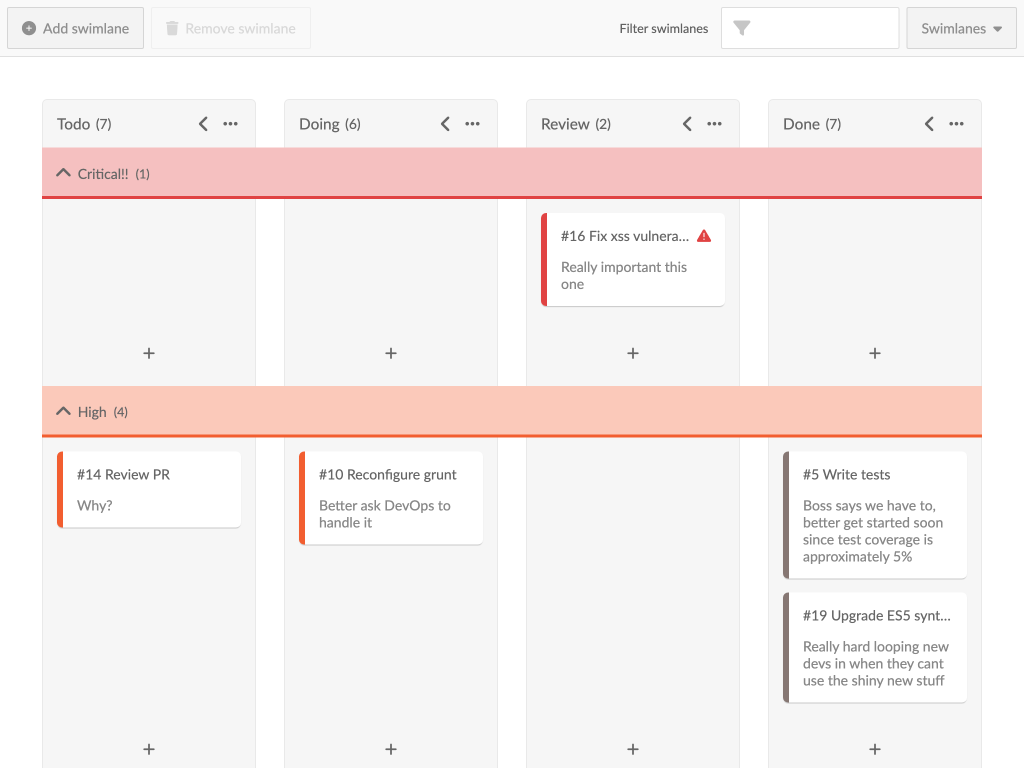 Add swimlane
Remove swimlane
Filter swimlanes
Swimlanes
Todo (7)
Doing (6)
Review (2)
Done (7)
Critical!! (1)
#16 Fix xss vulnera...
Really important this
one
+
+
+
+
High (4)
#14 Review PR
Why?
#10 Reconfigure grunt
Better ask DevOps to
handle it
#5 Write tests
Boss says we have to,
better get started soon
since test coverage is
approximately 5%
#19 Upgrade ES5 synt...
Really hard looping new
devs in when they cant
use the shiny new stuff
+
+
+
+